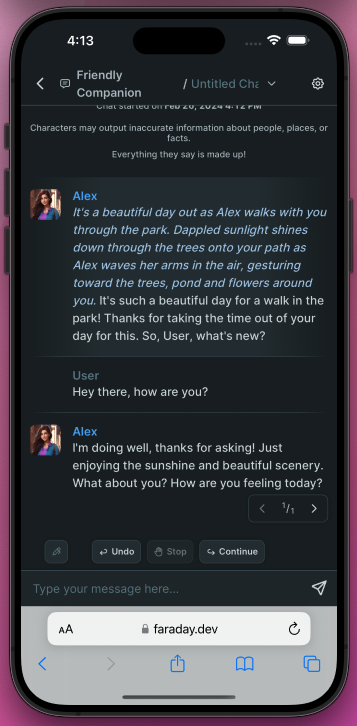 4:13
Friendly
Companion
/ Untitled Cha
Chat started on Feb 26, 2024 4:12 PM
Characters may output inaccurate information about people, places, or
facts.
Everything they say is made up!
Alex
It's a beautiful day out as Alex walks with you
through the park. Dappled sunlight shines
down through the trees onto your path as
Alex waves her arms in the air, gesturing
toward the trees, pond and flowers around
you. It's such a beautiful day for a walk in the
park! Thanks for taking the time out of your
day for this. So, User, what's new?
User
Hey there, how are you?
Alex
I'm doing well, thanks for asking! Just
enjoying the sunshine and beautiful scenery.
What about you? How are you feeling today?
1/1
Undo
Stop
Continue
Type your message here...
AA
faraday.dev